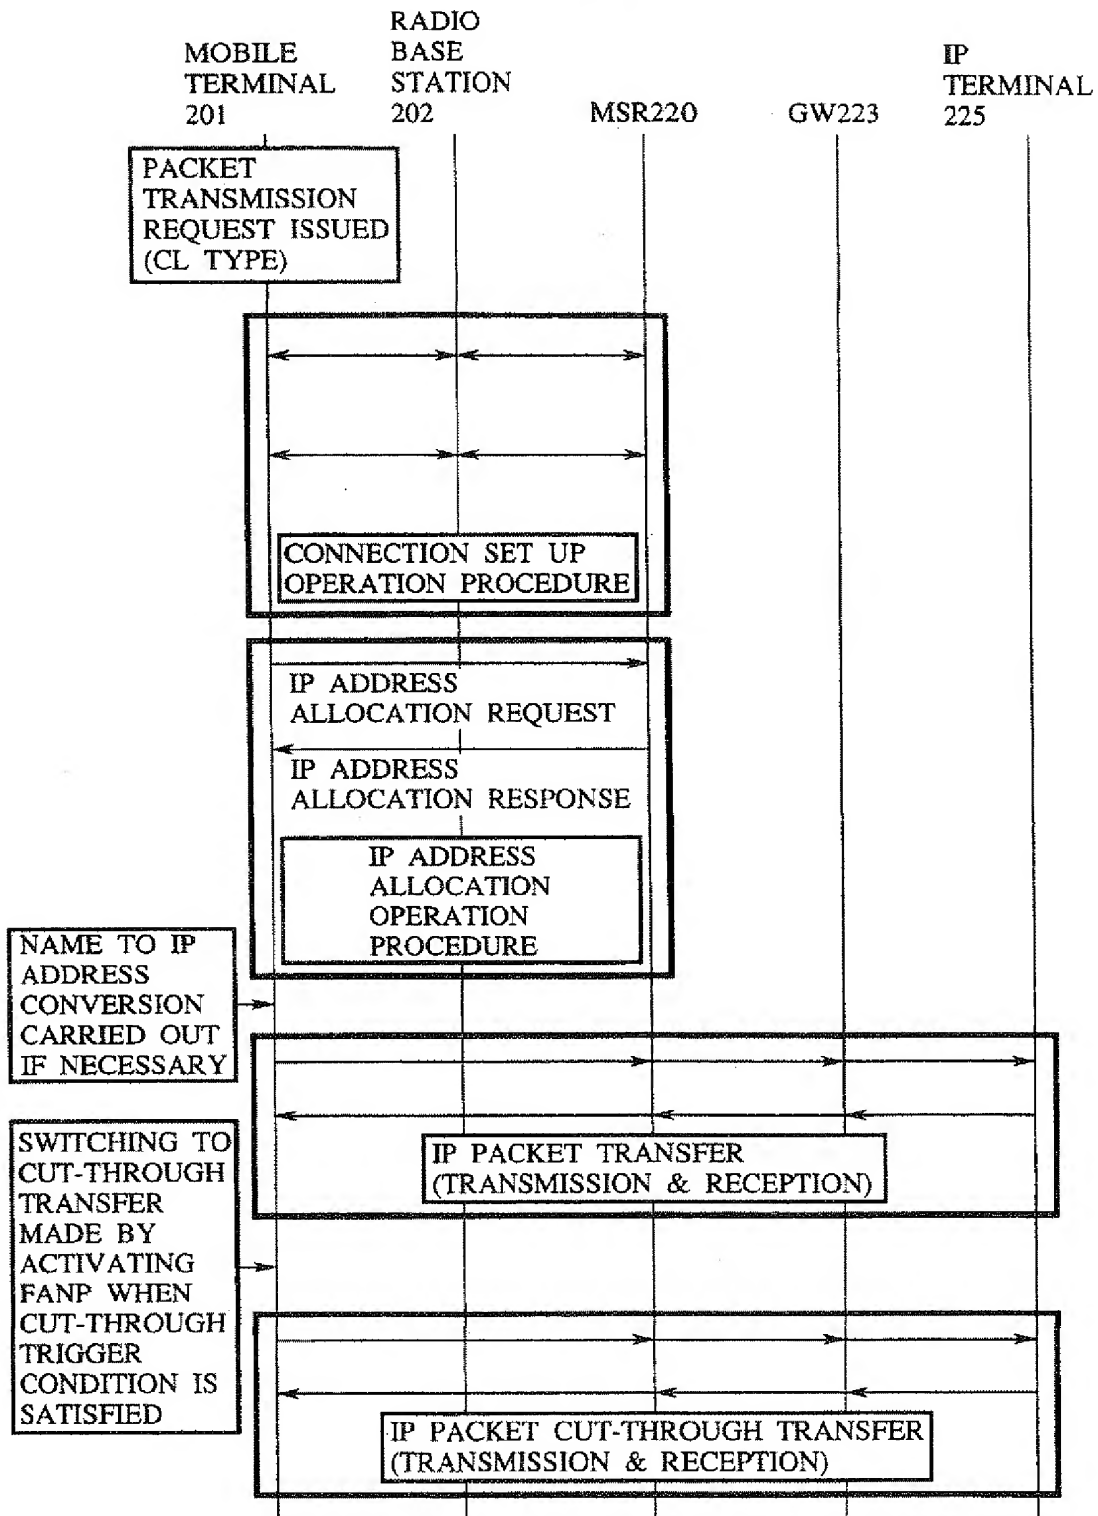 MOBILE
TERMINAL
201
RADIO
BASE
STATION
202
MSR220
GW223
IP
TERMINAL
225
PACKET
TRANSMISSION
REQUEST ISSUED
(CL TYPE)
CONNECTION SET UP
OPERATION PROCEDURE
IP ADDRESS
ALLOCATION REQUEST
IP ADDRESS
ALLOCATION RESPONSE
IP ADDRESS
ALLOCATION
OPERATION
PROCEDURE
NAME TO IP
ADDRESS
CONVERSION
CARRIED OUT
IF NECESSARY
IP PACKET TRANSFER
(TRANSMISSION & RECEPTION)
SWITCHING TO
CUT-THROUGH
TRANSFER
MADE BY
ACTIVATING
FANP WHEN
CUT-THROUGH
TRIGGER
CONDITION IS
SATISFIED
IP PACKET CUT-THROUGH TRANSFER
(TRANSMISSION & RECEPTION)